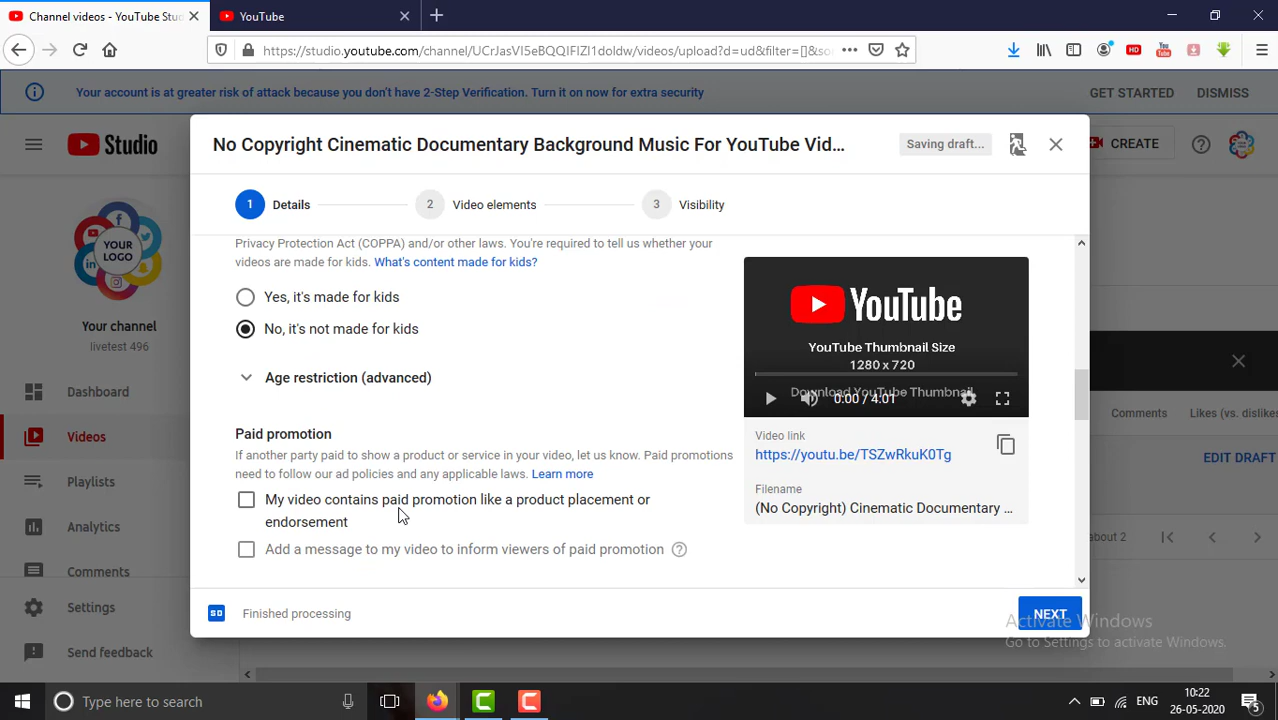 Channel videos - YouTube Stud
YouTube
https://studio.youtube.com/channel/UCrJasVI5eBQQIFIZI1doldw/videos/upload?d=ud&filter=[]&so
HD
You Tube
Your account is at greater risk of attack because you don't have 2-Step Verification. Turn it on now for extra security
GET STARTED
DISMISS
Studio
CREATE
No Copyright Cinematic Documentary Background Music For YouTube Vid...
Saving draft...
1 Details
2 Video elements
3 Visibility
YOUR LOGO
Your channel
livetest 496
Dashboard
Videos
Playlists
Analytics
Comments
Settings
Send feedback
Privacy Protection Act (COPPA) and/or other laws. You're required to tell us whether your
videos are made for kids. What's content made for kids?
Yes, it's made for kids
No, it's not made for kids
Age restriction (advanced)
Paid promotion
If another party paid to show a product or service in your video, let us know. Paid promotions
need to follow our ad policies and any applicable laws. Learn more
My video contains paid promotion like a product placement or
endorsement
Add a message to my video to inform viewers of paid promotion
YouTube
YouTube Thumbnail Size
1280 x 720
Download YouTube Thumbnail
0:00 / 4:01
Video link
https://youtu.be/TSZwRkuK0Tg
Filename
(No Copyright) Cinematic Documentary ...
Comments
Likes (vs. dislikes
EDIT DRAFT
about 2
SD
Finished processing
NEXT
Activate Windows
Go to Settings to activate Windows.
Type here to search
ENG
10:22
26-05-2020
5